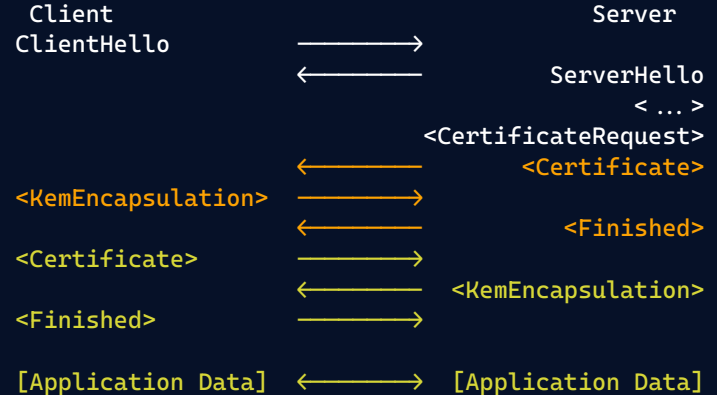 Client Server
ClientHello ⟶
⟵ ServerHello
<...>
<CertificateRequest>
⟵ <Certificate>
<KemEncapsulation> ⟶
⟵ <Finished>
<Certificate> ⟶
⟵ <KemEncapsulation>
<Finished> ⟶
[Application Data] ⟷ [Application Data]